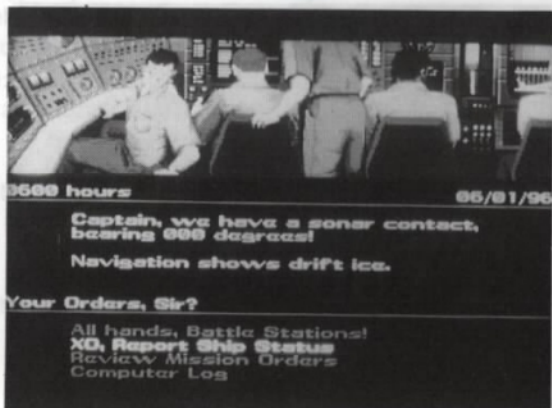 0600 hours
06/01/96
Captain, we have a sonar contact,
bearing 000 degrees!
Navigation shows drift ice.
Your Orders, Sir?
All hands, Battle Stations!
XO, Report Ship Status
Review Mission Orders
Computer Log